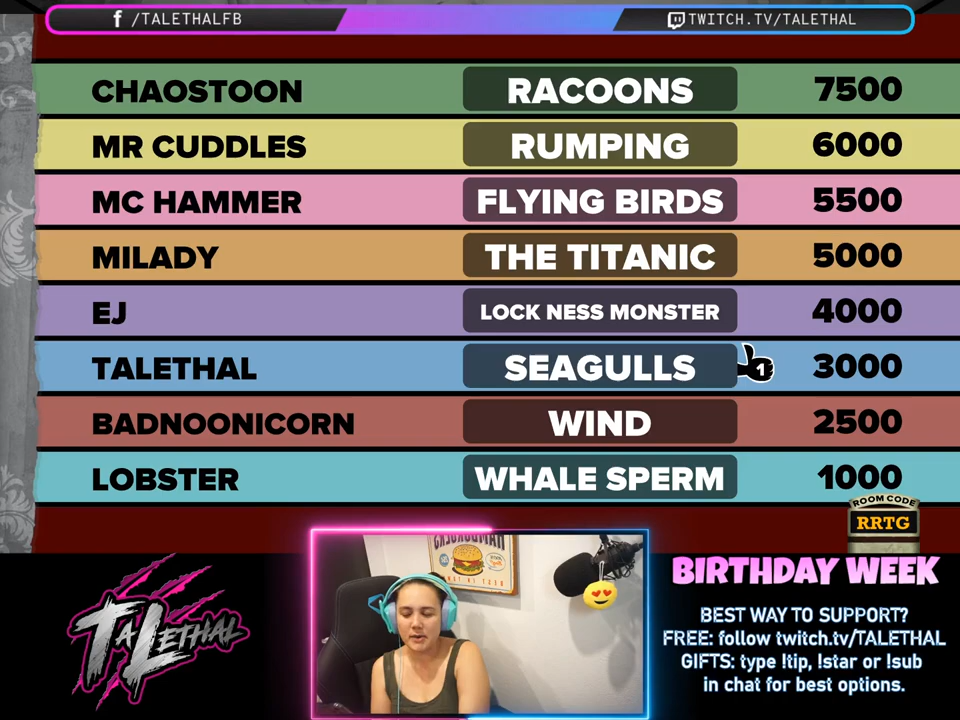 /TALETHALFB
TWITCH.TV/TALETHAL
CHAOSTOON RACOONS 7500
MR CUDDLES RUMPING 6000
MC HAMMER FLYING BIRDS 5500
MILADY THE TITANIC 5000
EJ LOCK NESS MONSTER 4000
TALETHAL SEAGULLS 1 3000
BADNOONICORN WIND 2500
LOBSTER WHALE SPERM 1000
ROOM CODE
RRTG
TALETHAL
BIRTHDAY WEEK
BEST WAY TO SUPPORT?
FREE: follow twitch.tv/TALETHAL
GIFTS: type !tip, !star or !sub
in chat for best options.